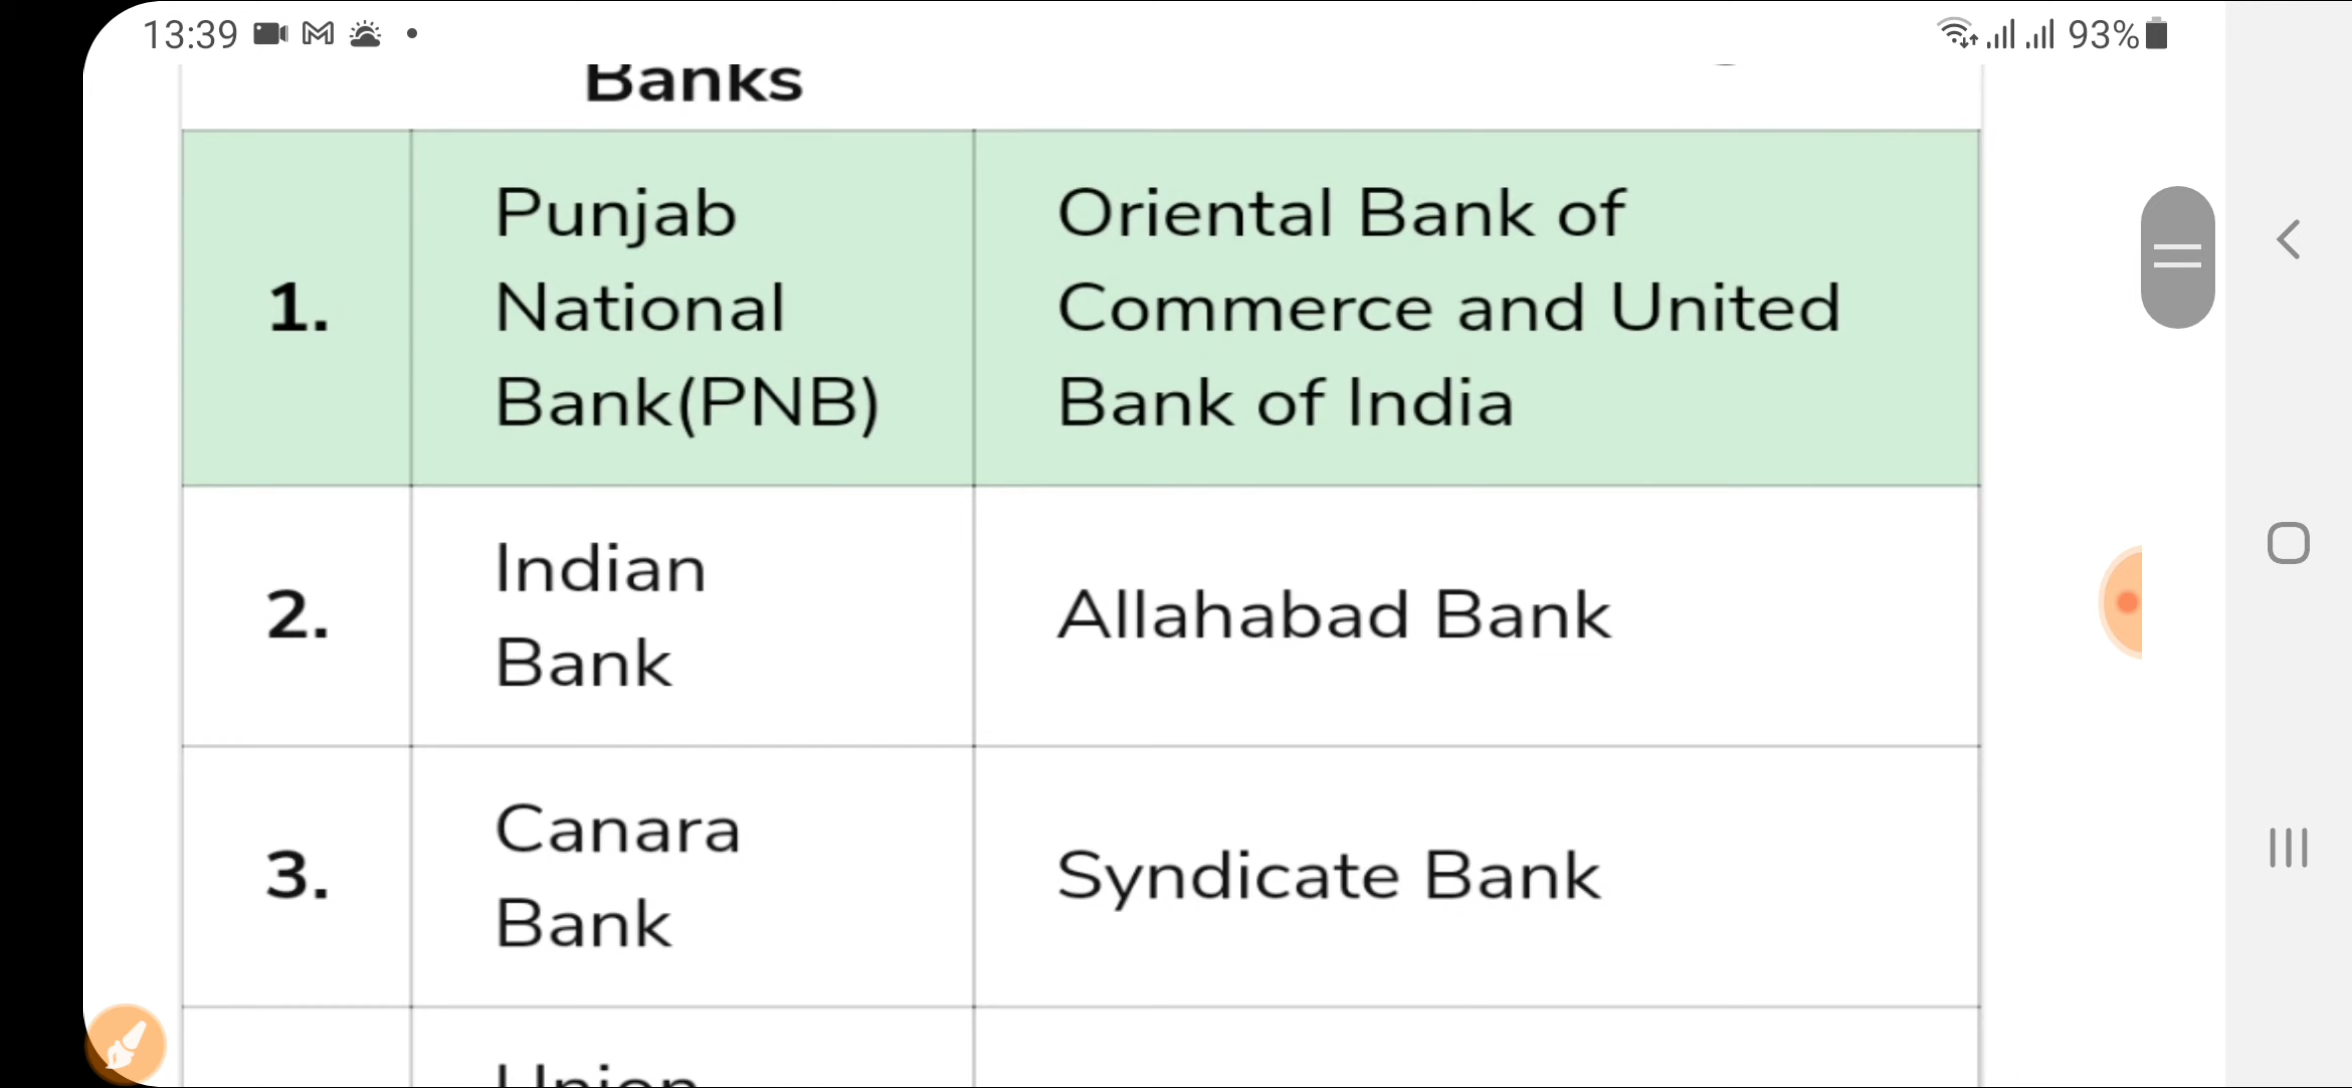 13:39 93%
Banks
1.
Punjab
National
Bank(PNB)
Oriental Bank of
Commerce and United
Bank of India
2.
Indian
Bank
Allahabad Bank
3.
Canara
Bank
Syndicate Bank
Union